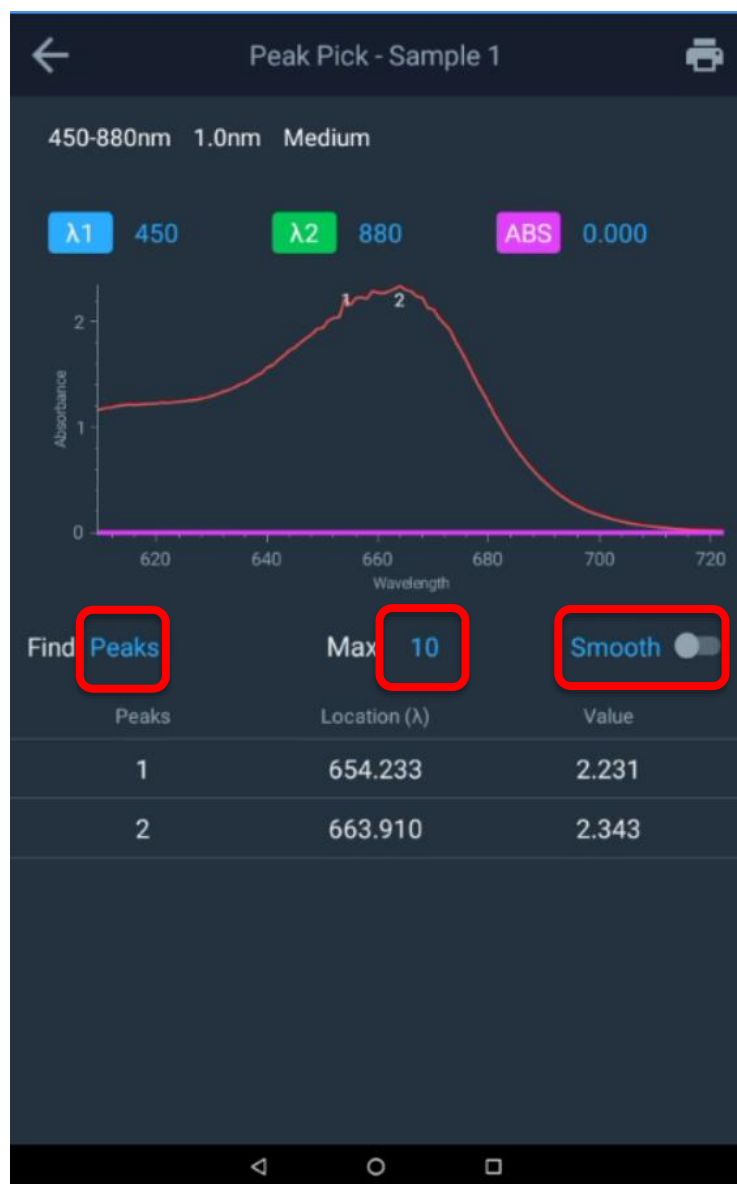 Peak Pick - Sample 1
450-880nm 1.0nm Medium
λ1 450 λ2 880 ABS 0.000
1 2
2
Absorbance
1
0
620 640 660 680 700 720
Wavelength
Find Peaks Max 10 Smooth
Peaks Location (λ) Value
1 654.233 2.231
2 663.910 2.343